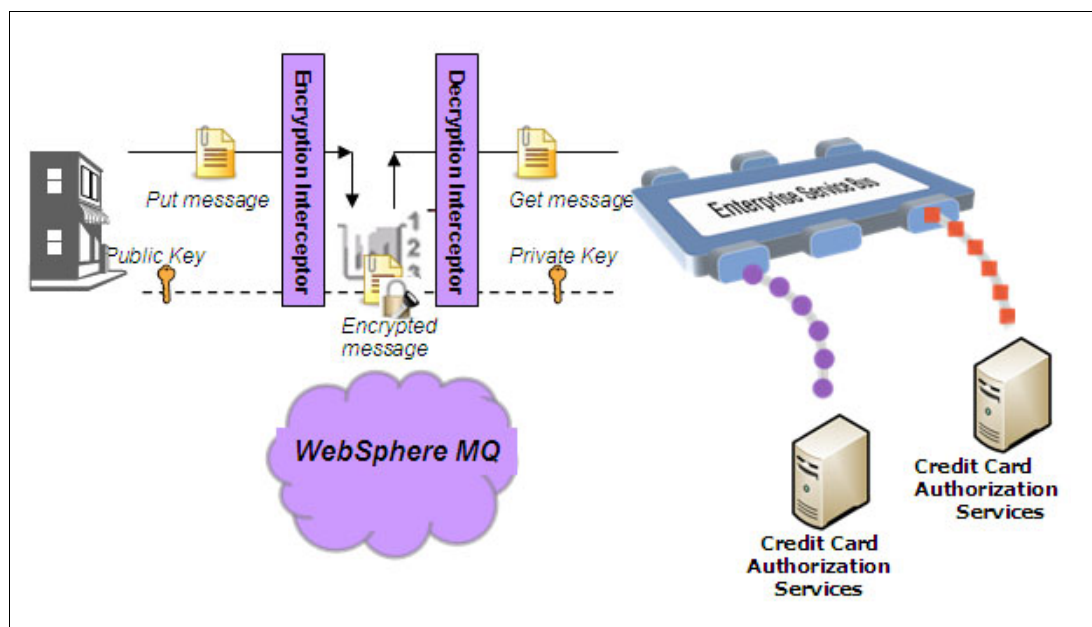 Encryption Interceptor
Decryption Interceptor
Put message
Get message
Public Key
Private Key
1
2
3
Encrypted
message
WebSphere MQ
Enterprise Service Bus
Credit Card
Authorization
Services
Credit Card
Authorization
Services